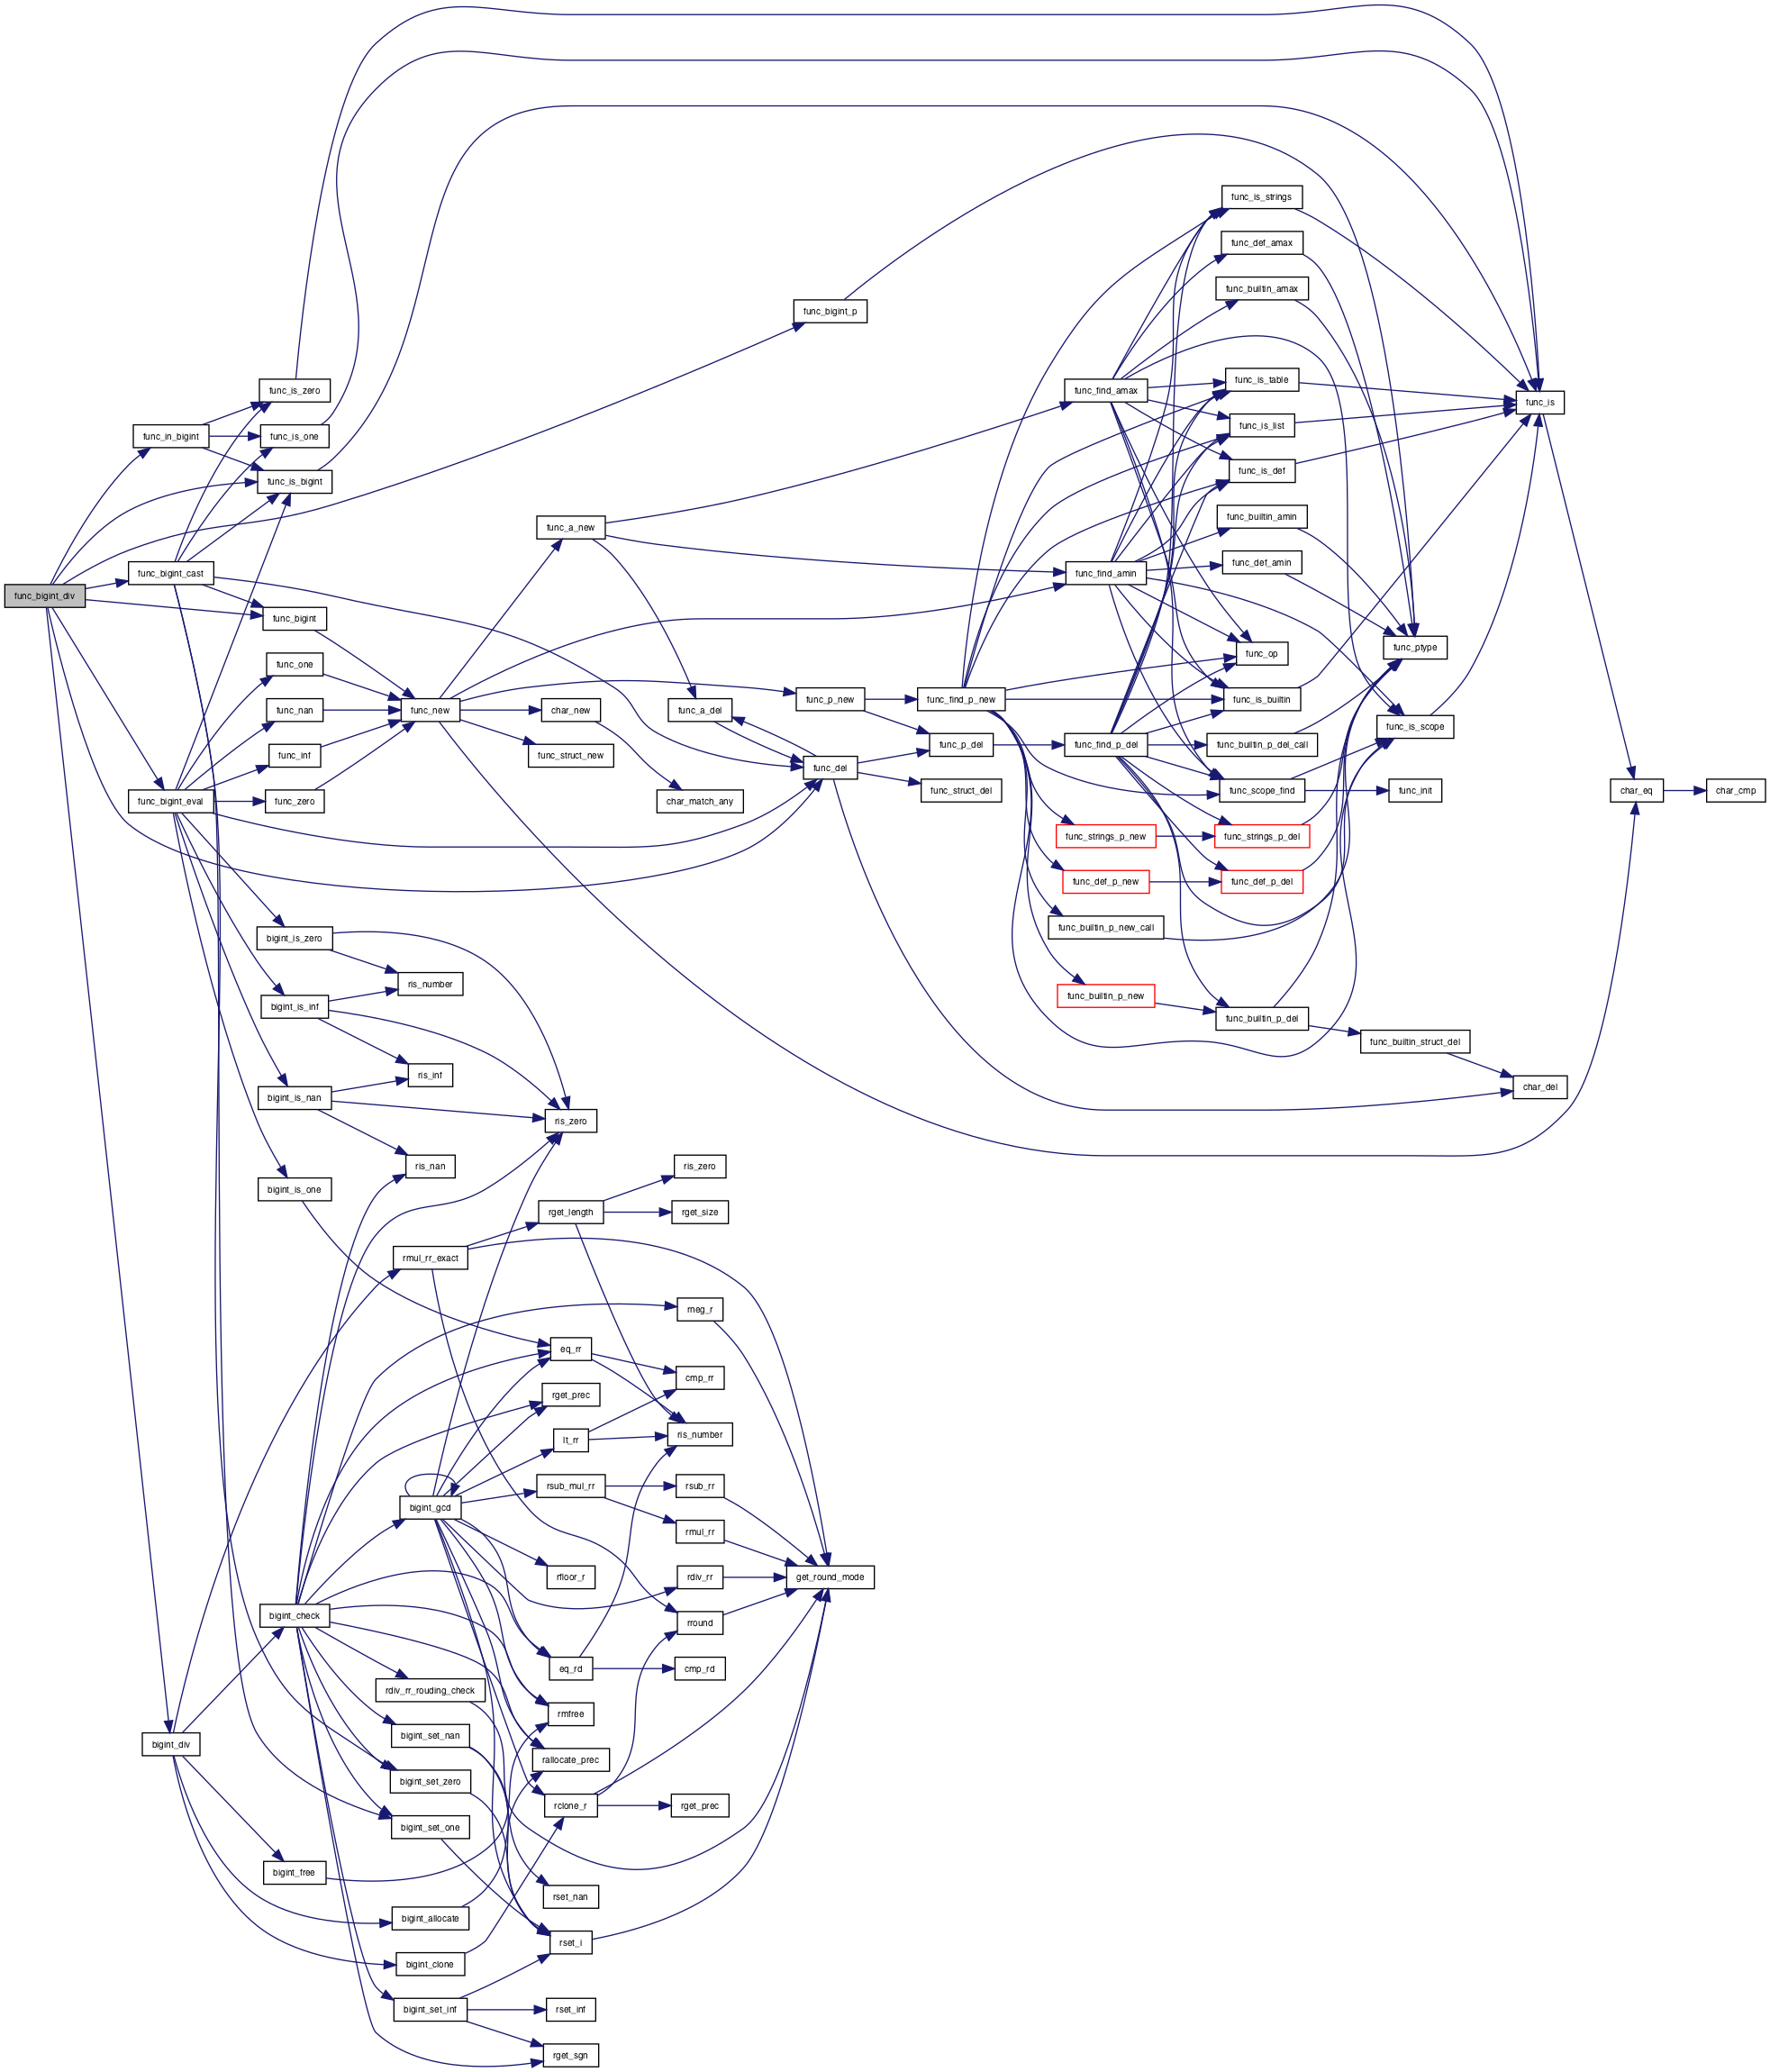 func_bigint_div
func_in_bigint
func_bigint_cast
func_bigint_eval
bigint_div
func_is_zero
func_is_one
func_is_bigint
func_bigint
func_one
func_nan
func_inf
func_zero
bigint_is_zero
bigint_is_inf
bigint_is_nan
bigint_is_one
bigint_check
bigint_free
func_new
ris_number
ris_inf
ris_nan
rmul_rr_exact
bigint_gcd
rdiv_rr_rouding_check
bigint_set_nan
bigint_set_zero
bigint_set_one
bigint_allocate
bigint_clone
bigint_set_inf
func_a_new
char_new
func_struct_new
ris_zero
rget_length
eq_rr
rget_prec
lt_rr
rsub_mul_rr
rfloor_r
eq_rd
rmfree
rallocate_prec
rclone_r
rset_nan
rset_i
rset_inf
rget_sgn
func_a_del
char_match_any
ris_zero
rget_size
rneg_r
cmp_rr
ris_number
rsub_rr
rmul_rr
rdiv_rr
rround
cmp_rd
rget_prec
func_bigint_p
func_p_new
func_del
get_round_mode
func_find_p_new
func_p_del
func_struct_del
func_find_amax
func_find_amin
func_find_p_del
func_strings_p_new
func_def_p_new
func_builtin_p_new_call
func_builtin_p_new
func_is_strings
func_def_amax
func_builtin_amax
func_is_table
func_is_list
func_is_def
func_builtin_amin
func_def_amin
func_op
func_is_builtin
func_builtin_p_del_call
func_scope_find
func_strings_p_del
func_def_p_del
func_builtin_p_del
func_ptype
func_is_scope
func_init
func_builtin_struct_del
func_is
char_del
char_eq
char_cmp